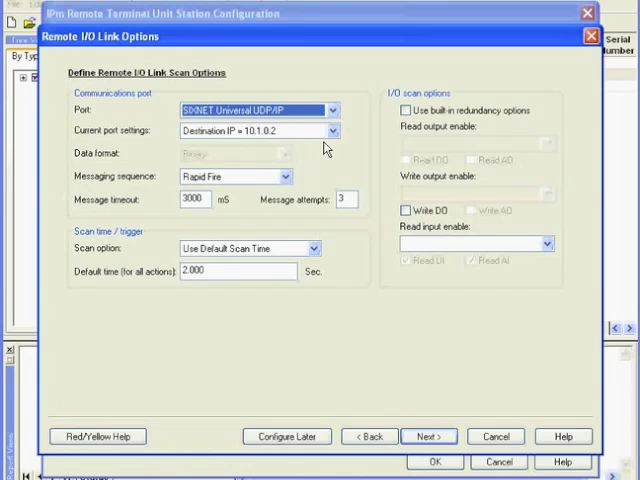 IPm Remote Terminal Unit Station Configuration
Remote I/O Link Options
Serial
Number
By Typ
Define Remote I/O Link Scan Options
Communications port
Port: SIXNET Universal UDP/IP
Current port settings: Destination IP = 10.1.0.2
Data format: Binary
Messaging sequence: Rapid Fire
Message timeout: 3000 mS Message attempts: 3
Scan time / trigger
Scan option: Use Default Scan Time
Default time (for all actions): 2.000 Sec.
I/O scan options
Use built-in redundancy options
Read output enable:
Read DO Read AO
Write output enable:
Write DO Write AO
Read input enable:
Read DI Read AI
Red/Yellow Help Configure Later < Back Next > Cancel Help
OK Cancel Help
Report View